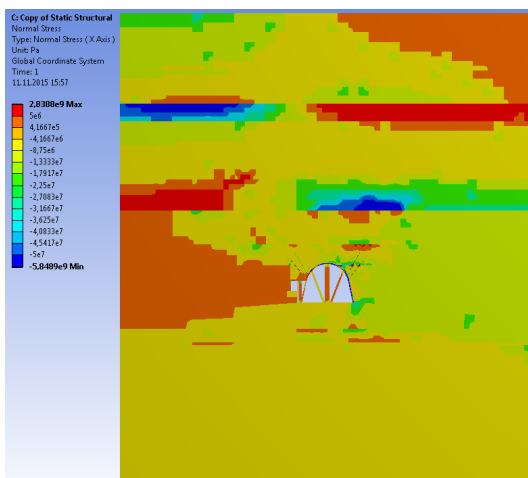 C: Copy of Static Structural
Normal Stress
Type: Normal Stress ( X Axis )
Unit: Pa
Global Coordinate System
Time: 1
11.11.2015 15:57
2,8388e9 Max
5e6
4,1667e5
-4,1667e6
-8,75e6
-1,3333e7
-1,7917e7
-2,25e7
-2,7083e7
-3,1667e7
-3,625e7
-4,0833e7
-4,5417e7
-5e7
-5,8489e9 Min